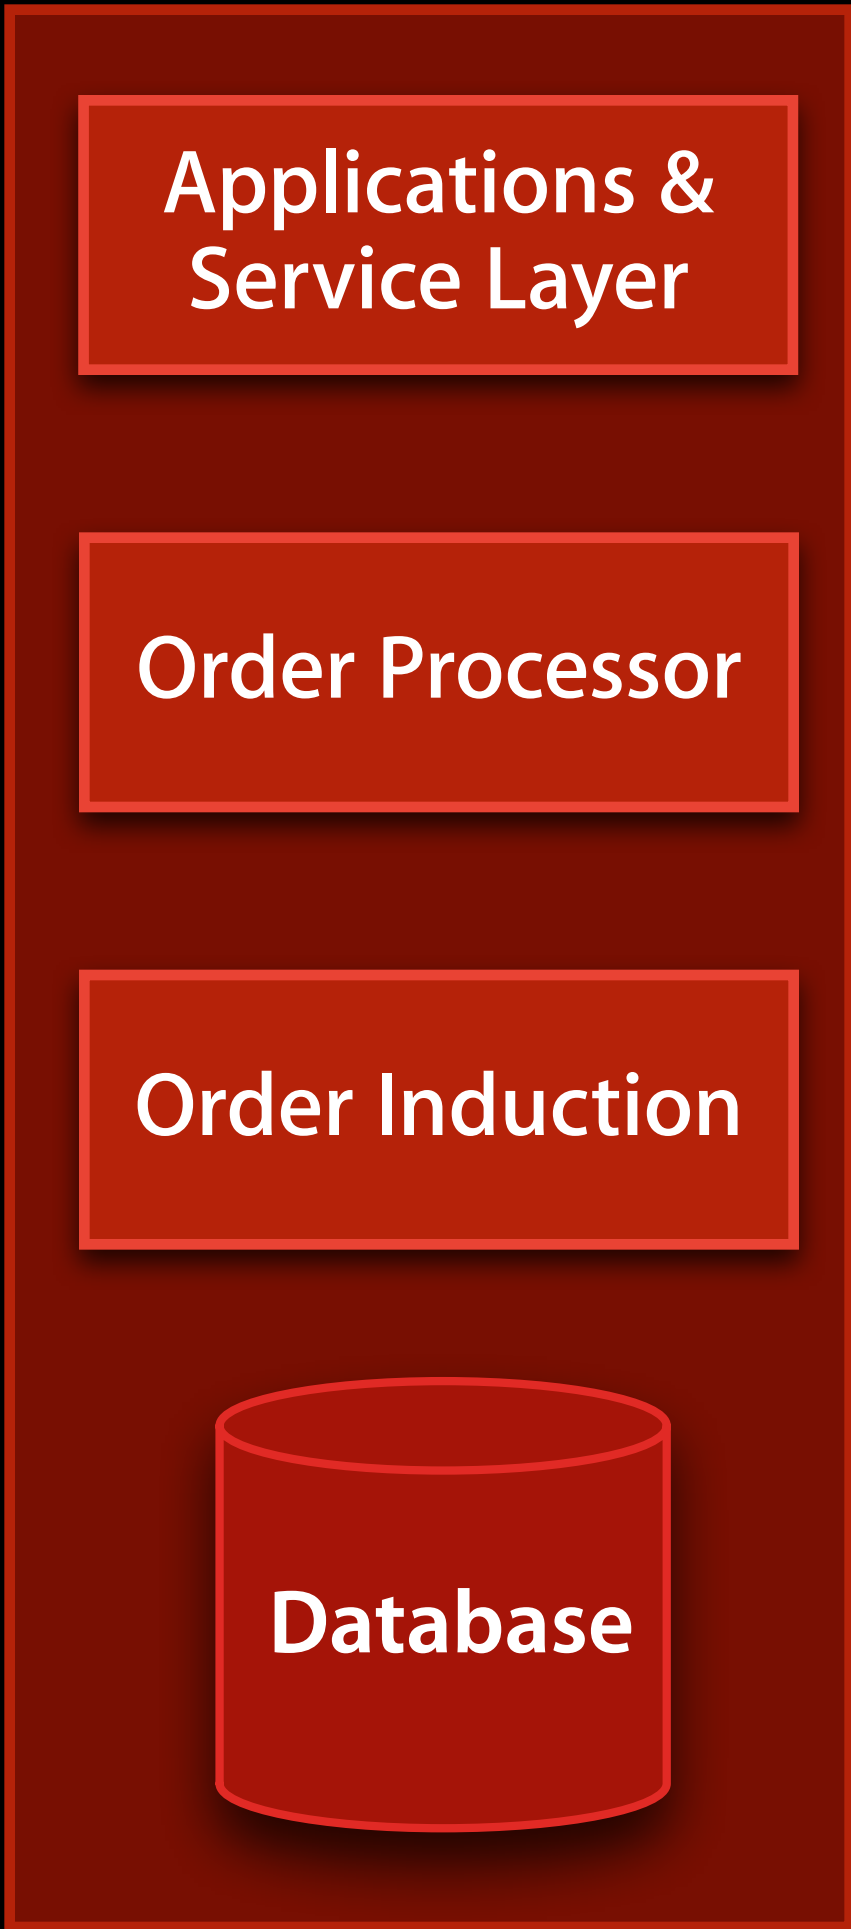 Applications &
Service Layer
Order Processor
Order Induction
Database